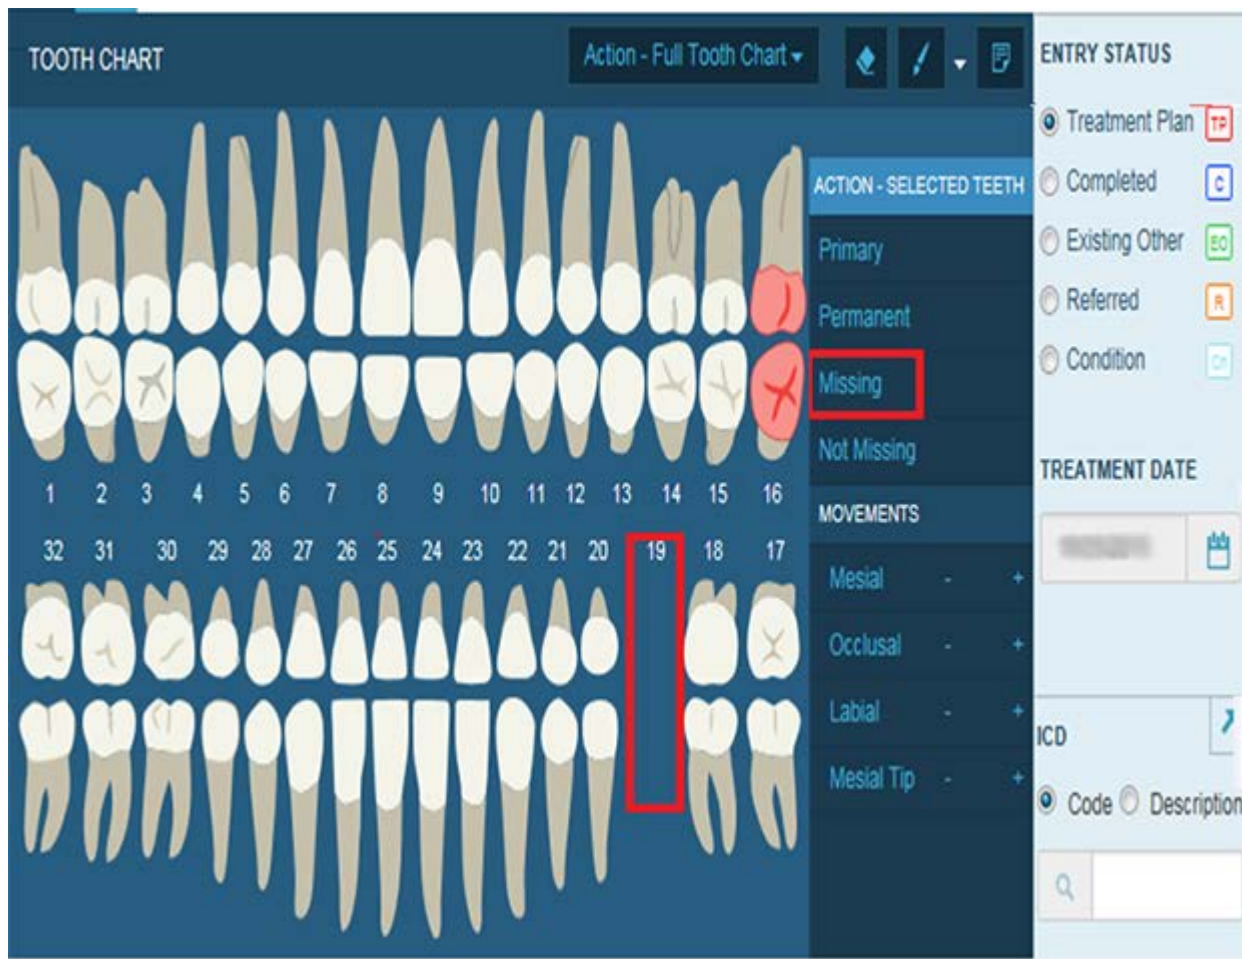 TOOTH CHART
Action - Full Tooth Chart
ACTION - SELECTED TEETH
Primary
Permanent
Missing
Not Missing
MOVEMENTS
Mesial - +
Occlusal - +
Labial - +
Mesial Tip - +
1 2 3 4 5 6 7 8 9 10 11 12 13 14 15 16
32 31 30 29 28 27 26 25 24 23 22 21 20 19 18 17
ENTRY STATUS
Treatment Plan TP
Completed C
Existing Other EO
Referred R
Condition Cn
TREATMENT DATE
ICD
Code Description